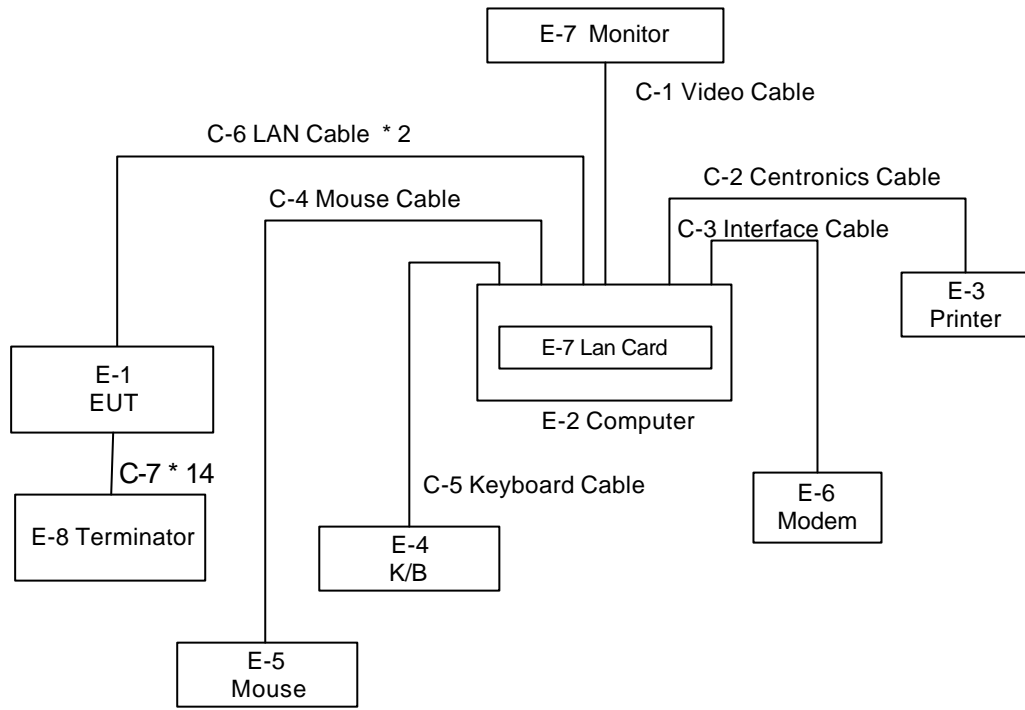 E-7 Monitor
C-1 Video Cable
C-6 LAN Cable * 2
C-2 Centronics Cable
C-4 Mouse Cable
C-3 Interface Cable
E-3
Printer
E-7 Lan Card
E-1
EUT
E-2 Computer
C-7 * 14
C-5 Keyboard Cable
E-6
Modem
E-8 Terminator
E-4
K/B
E-5
Mouse